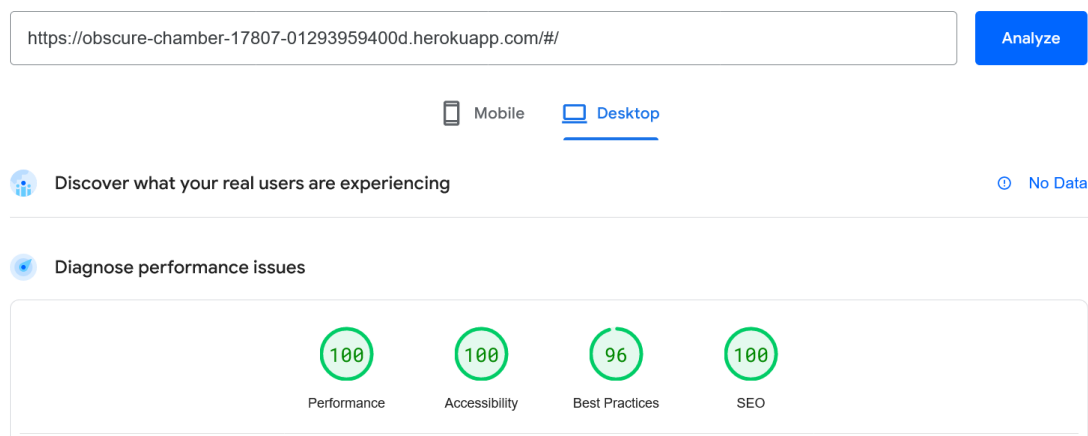 https://obscure-chamber-17807-01293959400d.herokuapp.com/#/
Analyze
Mobile
Desktop
Discover what your real users are experiencing
No Data
Diagnose performance issues
100
100
96
100
Performance
Accessibility
Best Practices
SEO